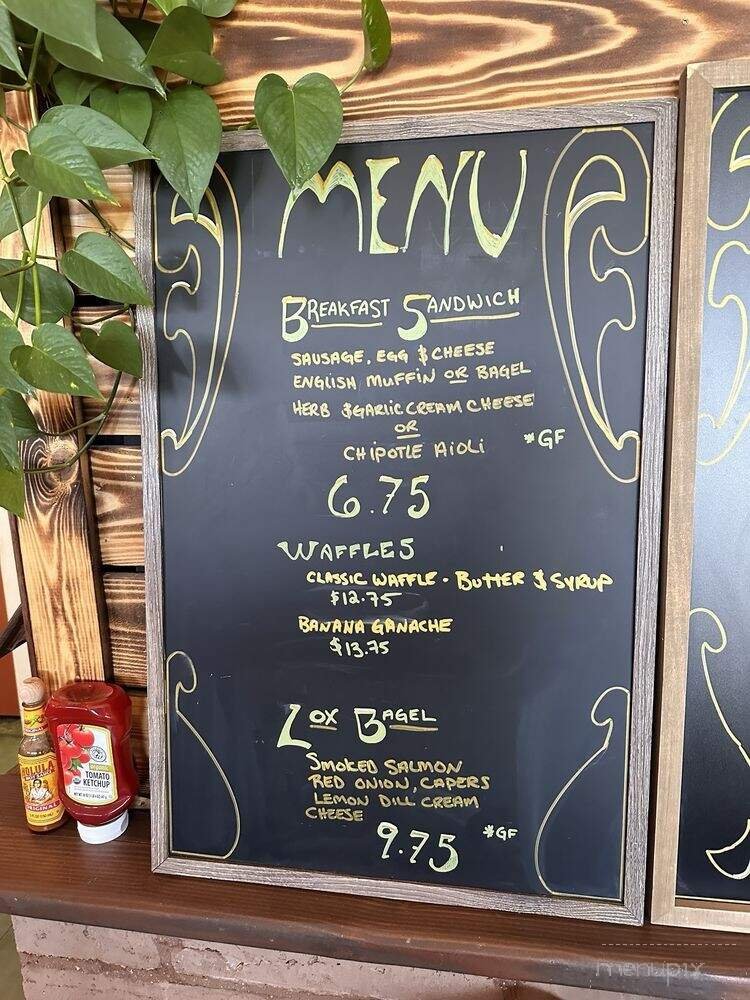 MENU
BREAKFAST SANDWICH
SAUSAGE, EGG & CHEESE
ENGLISH MUFFIN OR BAGEL
HERB & GARLIC CREAM CHEESE
OR
CHIPOTLE AIOLI *GF
6.75
WAFFLES
CLASSIC WAFFLE - BUTTER & SYRUP
$12.75
BANANA GANACHE
$13.75
LOX BAGEL
SMOKED SALMON
RED ONION, CAPERS
LEMON DILL CREAM
CHEESE
9.75 *GF
CHOLULA
ORIGINAL
ORGANIC
TOMATO
KETCHUP
menupix